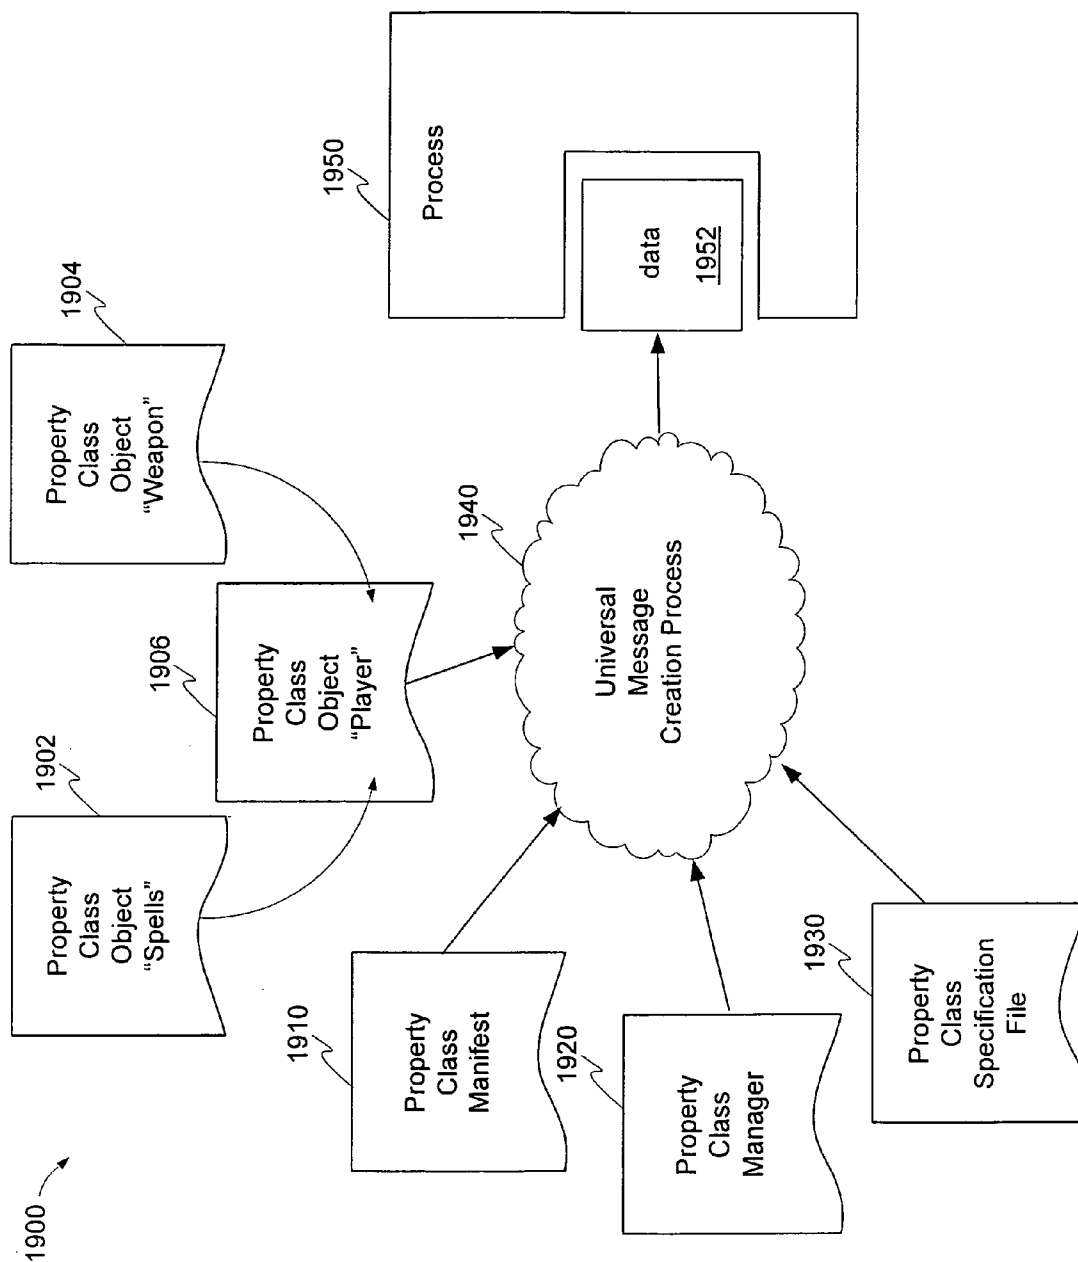 1900
1902
Property
Class
Object
“Spells”
1904
Property
Class
Object
“Weapon”
1906
Property
Class
Object
“Player”
1910
Property
Class
Manifest
1920
Property
Class
Manager
1930
Property
Class
Specification
File
1940
Universal
Message
Creation Process
1950
Process
data
1952